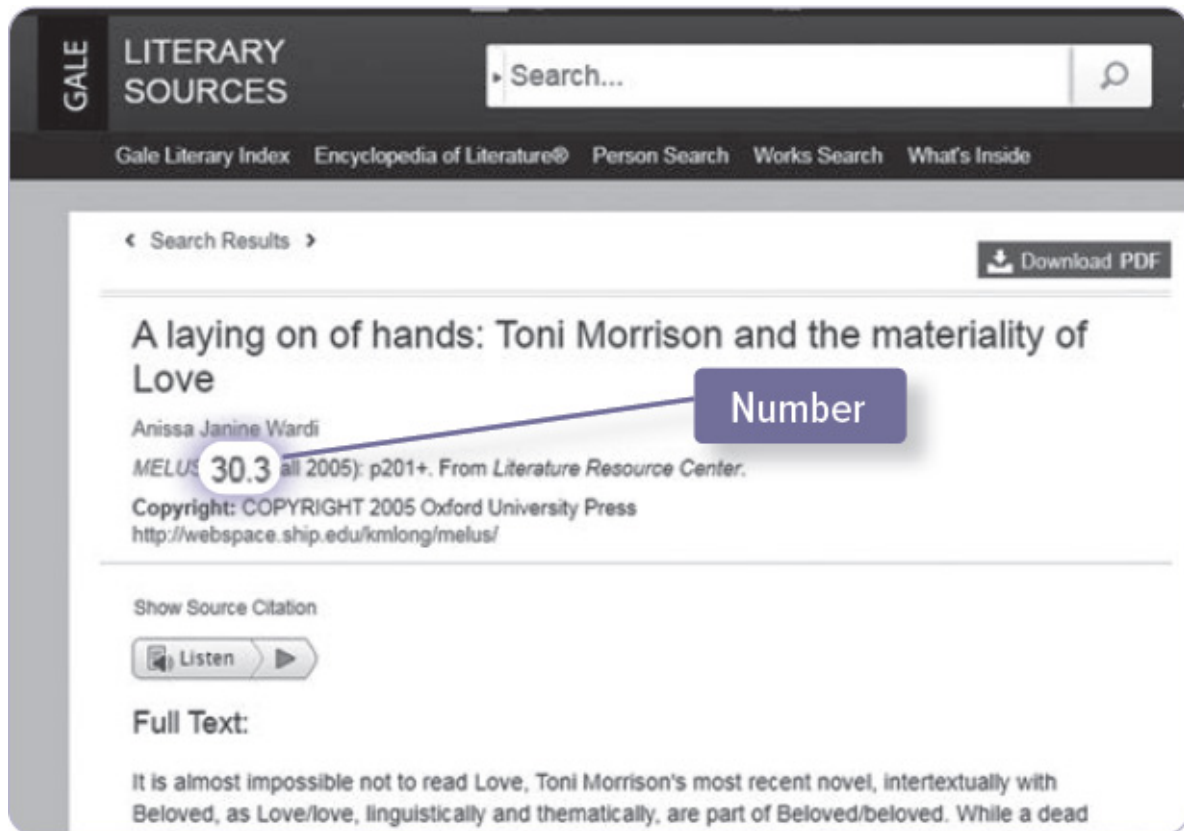 GALE
LITERARY
SOURCES
Search...
Gale Literary Index Encyclopedia of Literature® Person Search Works Search What's Inside
Search Results
Download PDF
A laying on of hands: Toni Morrison and the materiality of
Love
Number
Anissa Janine Wardi
MELUS 30.3 all 2005): p201+. From Literature Resource Center.
Copyright: COPYRIGHT 2005 Oxford University Press
http://webspace.ship.edu/kmlong/melus/
Show Source Citation
Listen
Full Text:
It is almost impossible not to read Love, Toni Morrison's most recent novel, intertextually with
Beloved, as Love/love, linguistically and thematically, are part of Beloved/beloved. While a dead